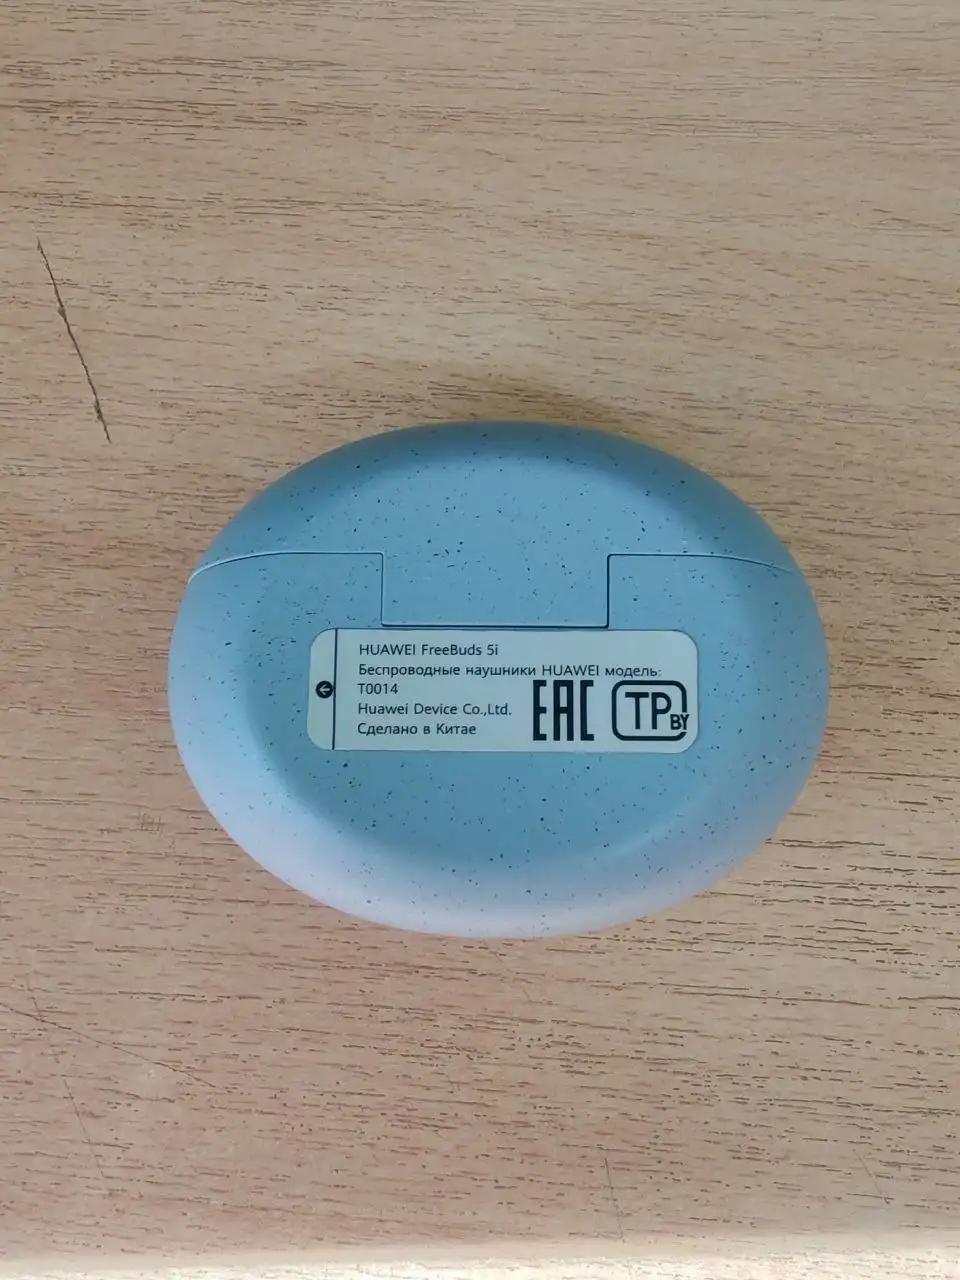 HUAWEI FreeBuds 5i
Беспроводные наушники HUAWEI модель:
T0014
Huawei Device Co.,Ltd.
Сделано в Китае
EAC TP BY